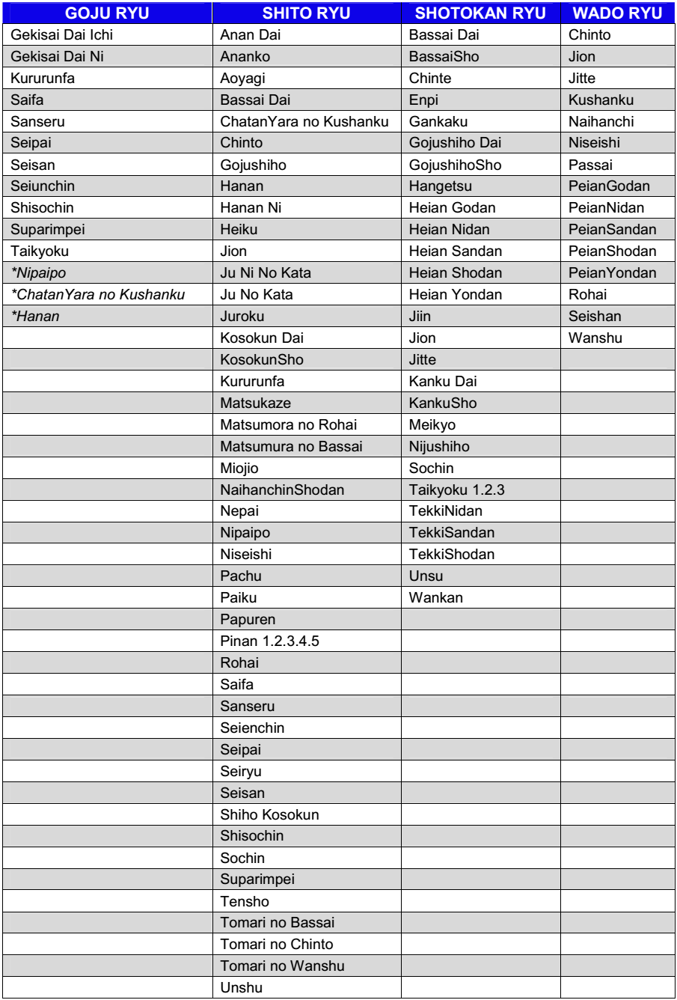 GOJU RYU SHITO RYU SHOTOKAN RYU WADO RYU
Gekisai Dai Ichi Anan Dai Bassai Dai Chinto
Gekisai Dai Ni Ananko BassaiSho Jion
Kururunfa Aoyagi Chinte Jitte
Saifa Bassai Dai Enpi Kushanku
Sanseru ChatanYara no Kushanku Gankaku Naihanchi
Seipai Chinto Gojushiho Dai Niseishi
Seisan Gojushiho GojushihoSho Passai
Seiunchin Hanan Hangetsu PeianGodan
Shisochin Hanan Ni Heian Godan PeianNidan
Suparimpei Heiku Heian Nidan PeianSandan
Taikyoku Jion Heian Sandan PeianShodan
*Nipaipo Ju Ni No Kata Heian Shodan PeianYondan
*ChatanYara no Kushanku Ju No Kata Heian Yondan Rohai
*Hanan Juroku Jiin Seishan
Kosokun Dai Jion Wanshu
KosokunSho Jitte
Kururunfa Kanku Dai
Matsukaze KankuSho
Matsumora no Rohai Meikyo
Matsumura no Bassai Nijushiho
Miojio Sochin
NaihanchinShodan Taikyoku 1.2.3
Nepai TekkiNidan
Nipaipo TekkiSandan
Niseishi TekkiShodan
Pachu Unsu
Paiku Wankan
Papuren
Pinan 1.2.3.4.5
Rohai
Saifa
Sanseru
Seienchin
Seipai
Seiryu
Seisan
Shiho Kosokun
Shisochin
Sochin
Suparimpei
Tensho
Tomari no Bassai
Tomari no Chinto
Tomari no Wanshu
Unshu